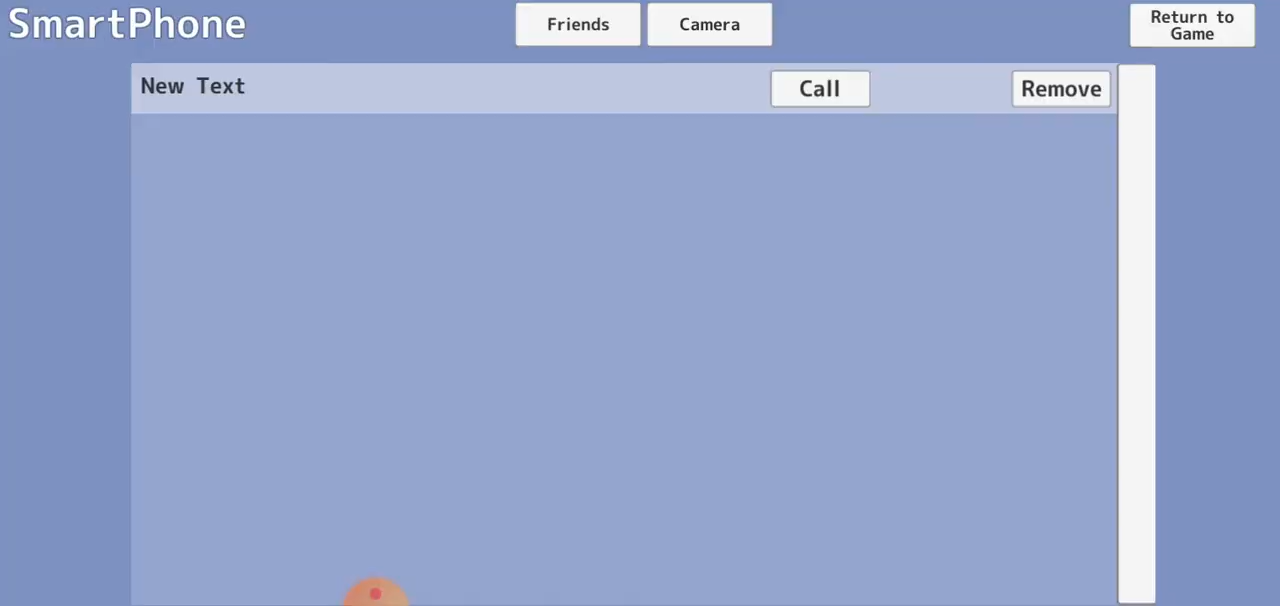 SmartPhone
Friends
Camera
Return to
Game
New Text
Call
Remove